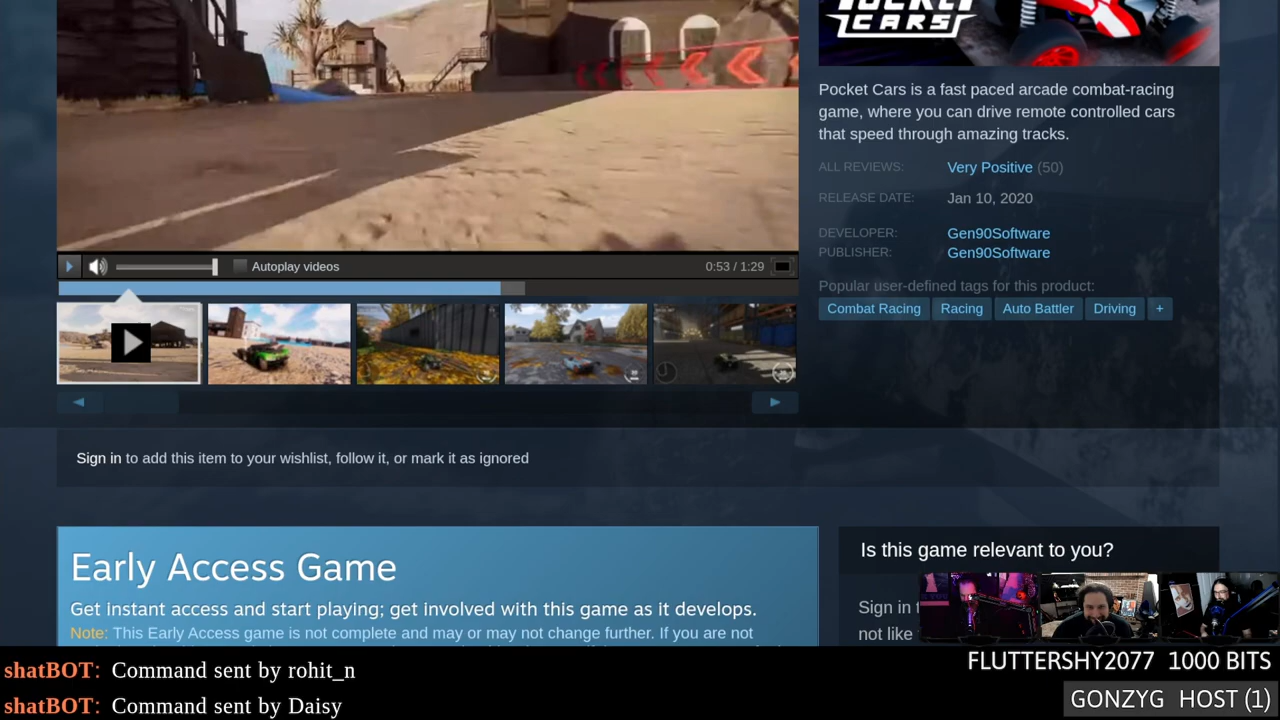 POCKET
CARS
Pocket Cars is a fast paced arcade combat-racing
game, where you can drive remote controlled cars
that speed through amazing tracks.
ALL REVIEWS: Very Positive (50)
RELEASE DATE: Jan 10, 2020
DEVELOPER: Gen90Software
PUBLISHER: Gen90Software
Popular user-defined tags for this product:
Combat Racing Racing Auto Battler Driving +
Autoplay videos 0:53 / 1:29
Sign in to add this item to your wishlist, follow it, or mark it as ignored
Early Access Game
Get instant access and start playing; get involved with this game as it develops.
Note: This Early Access game is not complete and may or may not change further. If you are not
Is this game relevant to you?
Sign in
not like
shatBOT: Command sent by rohit_n
shatBOT: Command sent by Daisy
FLUTTERSHY2077 1000 BITS
GONZYG HOST (1)